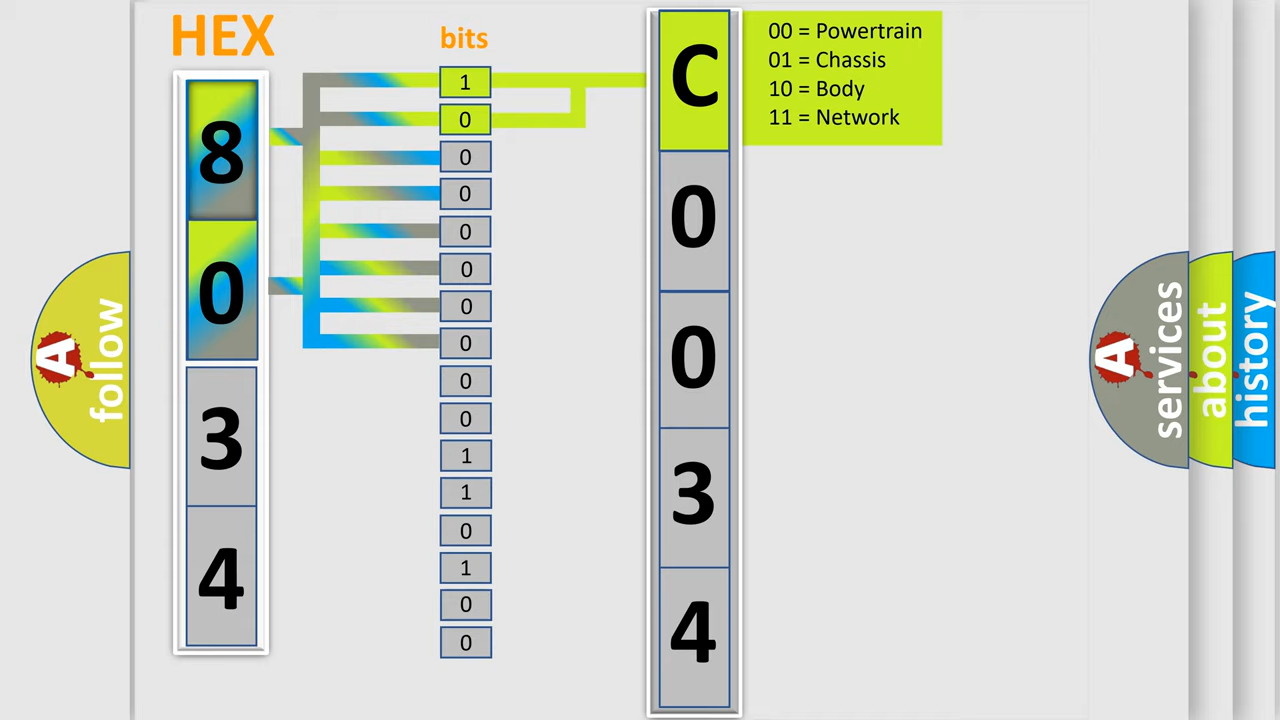 HEX
bits
8
0
3
4
1
0
0
0
0
0
0
0
0
0
1
1
0
1
0
0
C
0
0
3
4
00 = Powertrain
01 = Chassis
10 = Body
11 = Network
A
follow
A
services
about
history